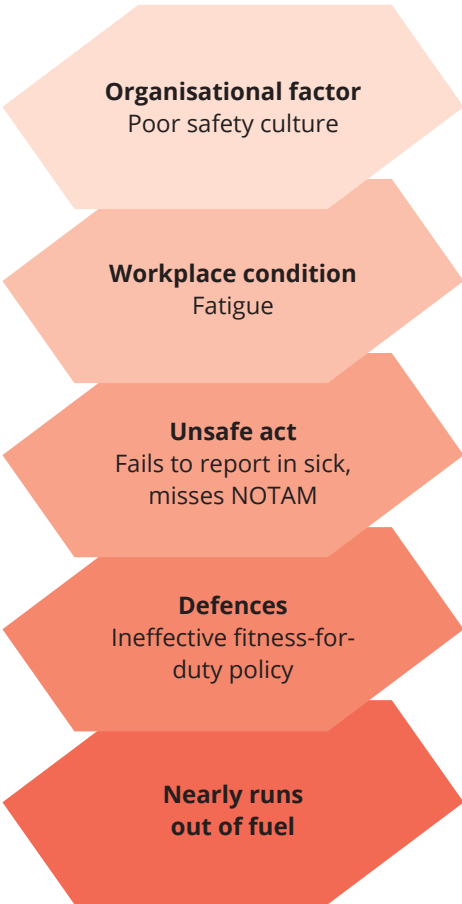 Organisational factor
Poor safety culture
Workplace condition
Fatigue
Unsafe act
Fails to report in sick,
misses NOTAM
Defences
Ineffective fitness-for-
duty policy
Nearly runs
out of fuel